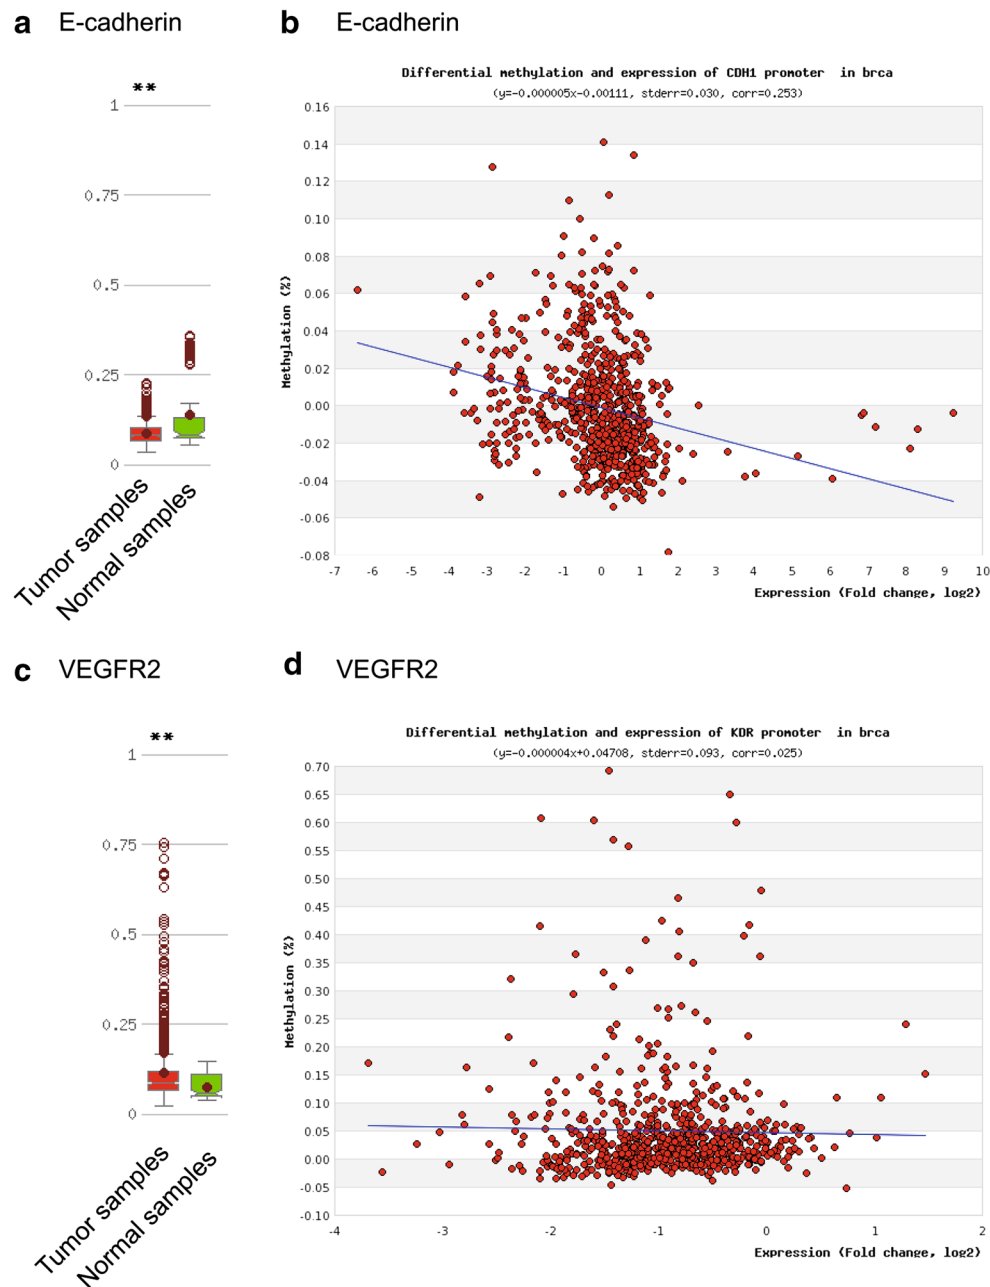 a E-cadherin
**
1
0.75
0.5
0.25
0
Tumor samples
Normal samples
b E-cadherin
Differential methylation and expression of CDH1 promoter in brca
(y=-0.000005x-0.00111, stderr=0.030, corr=0.253)
Methylation (%)
0.16
0.14
0.12
0.10
0.08
0.06
0.04
0.02
0.00
-0.02
-0.04
-0.06
-0.08
-7 -6 -5 -4 -3 -2 -1 0 1 2 3 4 5 6 7 8 9 10
Expression (Fold change, log2)
c VEGFR2
**
1
0.75
0.5
0.25
0
Tumor samples
Normal samples
d VEGFR2
Differential methylation and expression of KDR promoter in brca
(y=-0.000004x+0.04708, stderr=0.093, corr=0.025)
Methylation (%)
0.70
0.65
0.60
0.55
0.50
0.45
0.40
0.35
0.30
0.25
0.20
0.15
0.10
0.05
0.00
-0.05
-0.10
-4 -3 -2 -1 0 1 2
Expression (Fold change, log2)